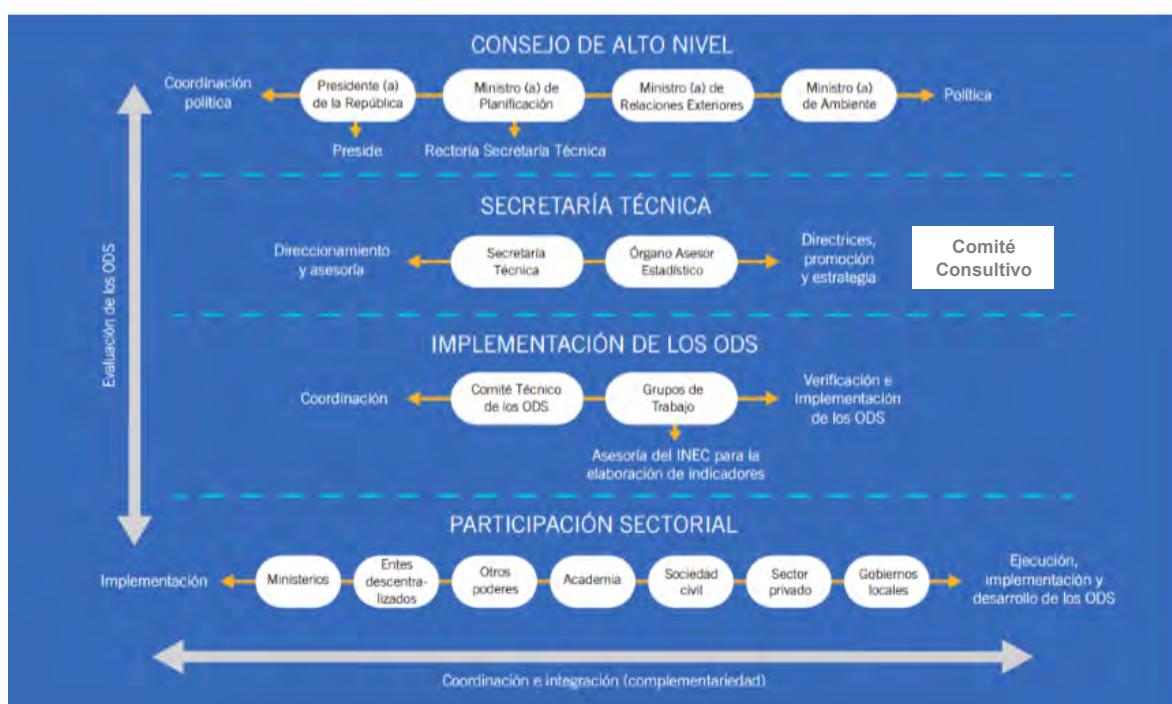 CONSEJO DE ALTO NIVEL
Coordinación
política
Presidente (a)
de la República
Ministro (a) de
Planificación
Ministro (a) de
Relaciones Exteriores
Ministro (a)
de Ambiente
Política
Preside
Rectoría Secretaría Técnica
SECRETARÍA TÉCNICA
Direccionamiento
y asesoría
Secretaría
Técnica
Órgano Asesor
Estadístico
Directrices,
promoción
y estrategia
Comité
Consultivo
Evaluación de los ODS
IMPLEMENTACIÓN DE LOS ODS
Coordinación
Comité Técnico
de los ODS
Grupos de
Trabajo
Verificación e
implementación
de los ODS
Asesoría del INEC para la
elaboración de indicadores
PARTICIPACIÓN SECTORIAL
Implementación
Ministerios
Entes
descentra-
lizados
Otros
poderes
Academia
Sociedad
civil
Sector
privado
Gobiernos
locales
Ejecución,
implementación y
desarrollo de los ODS
Coordinación e integración (complementariedad)